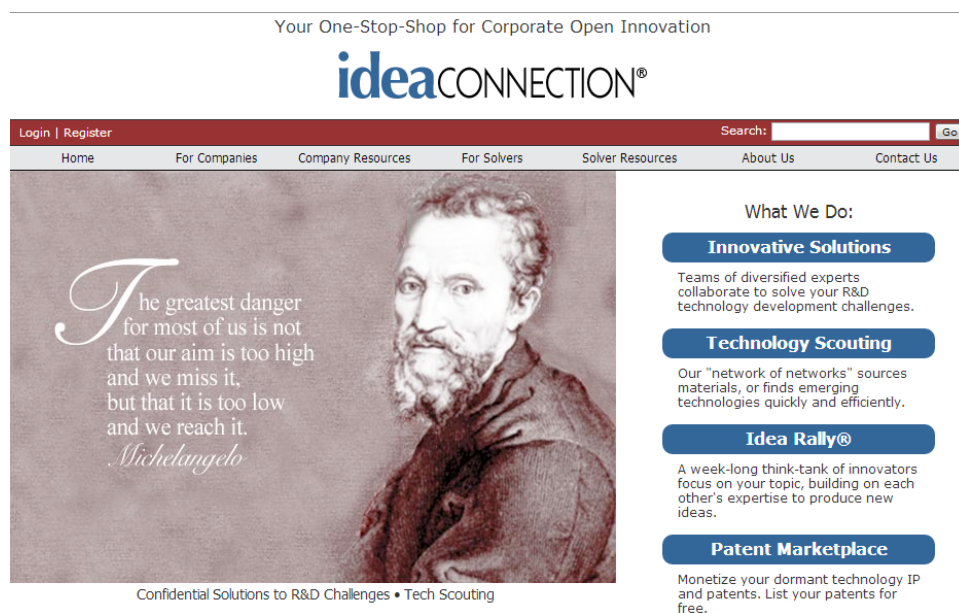 Your One-Stop-Shop for Corporate Open Innovation
ideaCONNECTION®
Login | Register
Search:
Go
Home For Companies Company Resources For Solvers Solver Resources About Us Contact Us
The greatest danger
for most of us is not
that our aim is too high
and we miss it,
but that it is too low
and we reach it.
Michelangelo
Confidential Solutions to R&D Challenges • Tech Scouting
What We Do:
Innovative Solutions
Teams of diversified experts
collaborate to solve your R&D
technology development challenges.
Technology Scouting
Our "network of networks" sources
materials, or finds emerging
technologies quickly and efficiently.
Idea Rally®
A week-long think-tank of innovators
focus on your topic, building on each
other's expertise to produce new
ideas.
Patent Marketplace
Monetize your dormant technology IP
and patents. List your patents for
free.